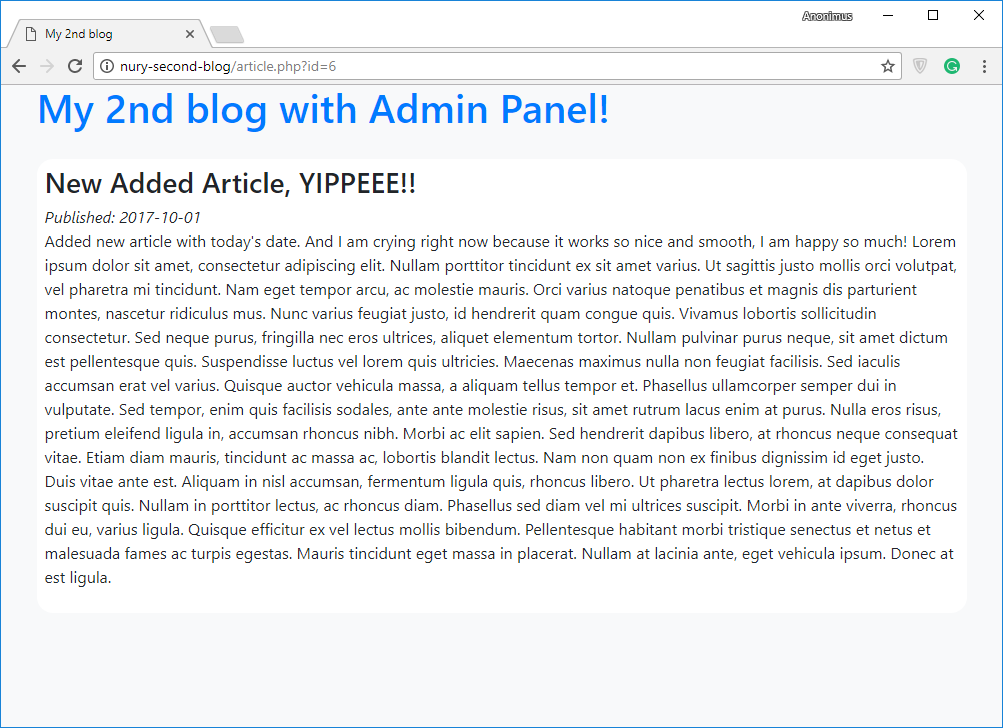 Anonimus
My 2nd blog
nury-second-blog/article.php?id=6
My 2nd blog with Admin Panel!
New Added Article, YIPPEEE!!
Published: 2017-10-01
Added new article with today's date. And I am crying right now because it works so nice and smooth, I am happy so much! Lorem
ipsum dolor sit amet, consectetur adipiscing elit. Nullam porttitor tincidunt ex sit amet varius. Ut sagittis justo mollis orci volutpat,
vel pharetra mi tincidunt. Nam eget tempor arcu, ac molestie mauris. Orci varius natoque penatibus et magnis dis parturient
montes, nascetur ridiculus mus. Nunc varius feugiat justo, id hendrerit quam congue quis. Vivamus lobortis sollicitudin
consectetur. Sed neque purus, fringilla nec eros ultrices, aliquet elementum tortor. Nullam pulvinar purus neque, sit amet dictum
est pellentesque quis. Suspendisse luctus vel lorem quis ultricies. Maecenas maximus nulla non feugiat facilisis. Sed iaculis
accumsan erat vel varius. Quisque auctor vehicula massa, a aliquam tellus tempor et. Phasellus ullamcorper semper dui in
vulputate. Sed tempor, enim quis facilisis sodales, ante ante molestie risus, sit amet rutrum lacus enim at purus. Nulla eros risus,
pretium eleifend ligula in, accumsan rhoncus nibh. Morbi ac elit sapien. Sed hendrerit dapibus libero, at rhoncus neque consequat
vitae. Etiam diam mauris, tincidunt ac massa ac, lobortis blandit lectus. Nam non quam non ex finibus dignissim id eget justo.
Duis vitae ante est. Aliquam in nisl accumsan, fermentum ligula quis, rhoncus libero. Ut pharetra lectus lorem, at dapibus dolor
suscipit quis. Nullam in porttitor lectus, ac rhoncus diam. Phasellus sed diam vel mi ultrices suscipit. Morbi in ante viverra, rhoncus
dui eu, varius ligula. Quisque efficitur ex vel lectus mollis bibendum. Pellentesque habitant morbi tristique senectus et netus et
malesuada fames ac turpis egestas. Mauris tincidunt eget massa in placerat. Nullam at lacinia ante, eget vehicula ipsum. Donec at
est ligula.